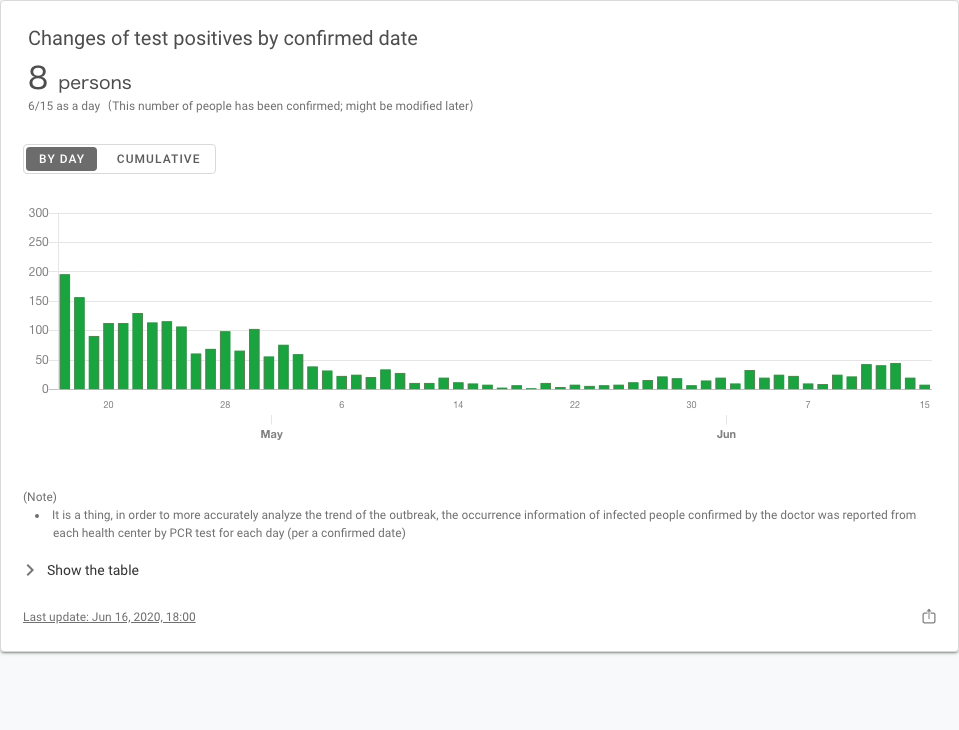 Changes of test positives by confirmed date
8 persons
6/15 as a day（This number of people has been confirmed; might be modified later）
BY DAY CUMULATIVE
300
250
200
150
100
50
0
20 28 6 14 22 30 7 15
May Jun
(Note)
• It is a thing, in order to more accurately analyze the trend of the outbreak, the occurrence information of infected people confirmed by the doctor was reported from
each health center by PCR test for each day (per a confirmed date)
Show the table
Last update: Jun 16, 2020, 18:00